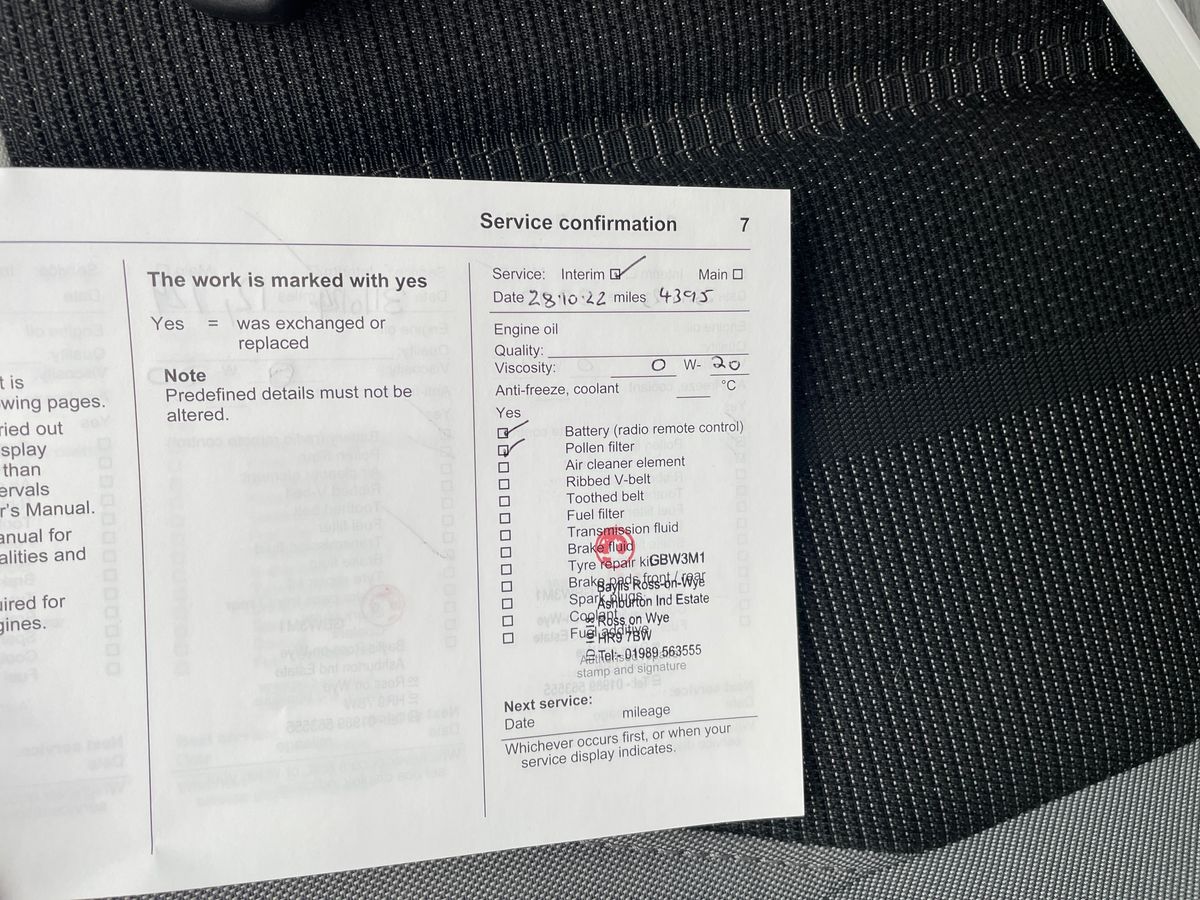 Service confirmation 7
t is
wing pages.
ried out
splay
than
ervals
r's Manual.
anual for
alities and
uired for
gines.
The work is marked with yes
Yes = was exchanged or
replaced
Note
Predefined details must not be
altered.
Service: Interim Main
Date 28.10.22 miles 4395
Engine oil
Quality:
Viscosity: 0 W- 20
Anti-freeze, coolant °C
Yes
Battery (radio remote control)
Pollen filter
Air cleaner element
Ribbed V-belt
Toothed belt
Fuel filter
Transmission fluid
Brake fluid
Tyre repair ki GBW3M1
Brake pads front / rear
Baylis Ross-on-Wye
Spark plugs
Ashburton Ind Estate
Coolant
Ross on Wye
Fuel additive
HR9 7BW
Tel:- 01989 563555
stamp and signature
Next service:
Date mileage
Whichever occurs first, or when your
service display indicates.